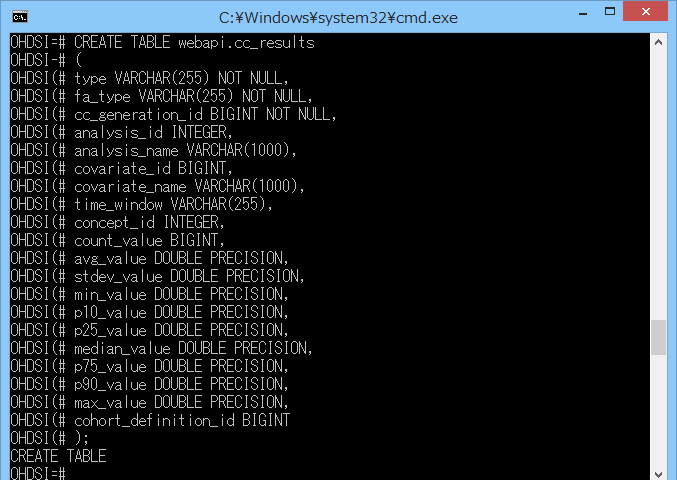 C:¥Windows¥system32¥cmd.exe
OHDSI=# CREATE TABLE webapi.cc_results
OHDSI-# (
OHDSI(# type VARCHAR(255) NOT NULL,
OHDSI(# fa_type VARCHAR(255) NOT NULL,
OHDSI(# cc_generation_id BIGINT NOT NULL,
OHDSI(# analysis_id INTEGER,
OHDSI(# analysis_name VARCHAR(1000),
OHDSI(# covariate_id BIGINT,
OHDSI(# covariate_name VARCHAR(1000),
OHDSI(# time_window VARCHAR(255),
OHDSI(# concept_id INTEGER,
OHDSI(# count_value BIGINT,
OHDSI(# avg_value DOUBLE PRECISION,
OHDSI(# stdev_value DOUBLE PRECISION,
OHDSI(# min_value DOUBLE PRECISION,
OHDSI(# p10_value DOUBLE PRECISION,
OHDSI(# p25_value DOUBLE PRECISION,
OHDSI(# median_value DOUBLE PRECISION,
OHDSI(# p75_value DOUBLE PRECISION,
OHDSI(# p90_value DOUBLE PRECISION,
OHDSI(# max_value DOUBLE PRECISION,
OHDSI(# cohort_definition_id BIGINT
OHDSI(# );
CREATE TABLE
OHDSI=#